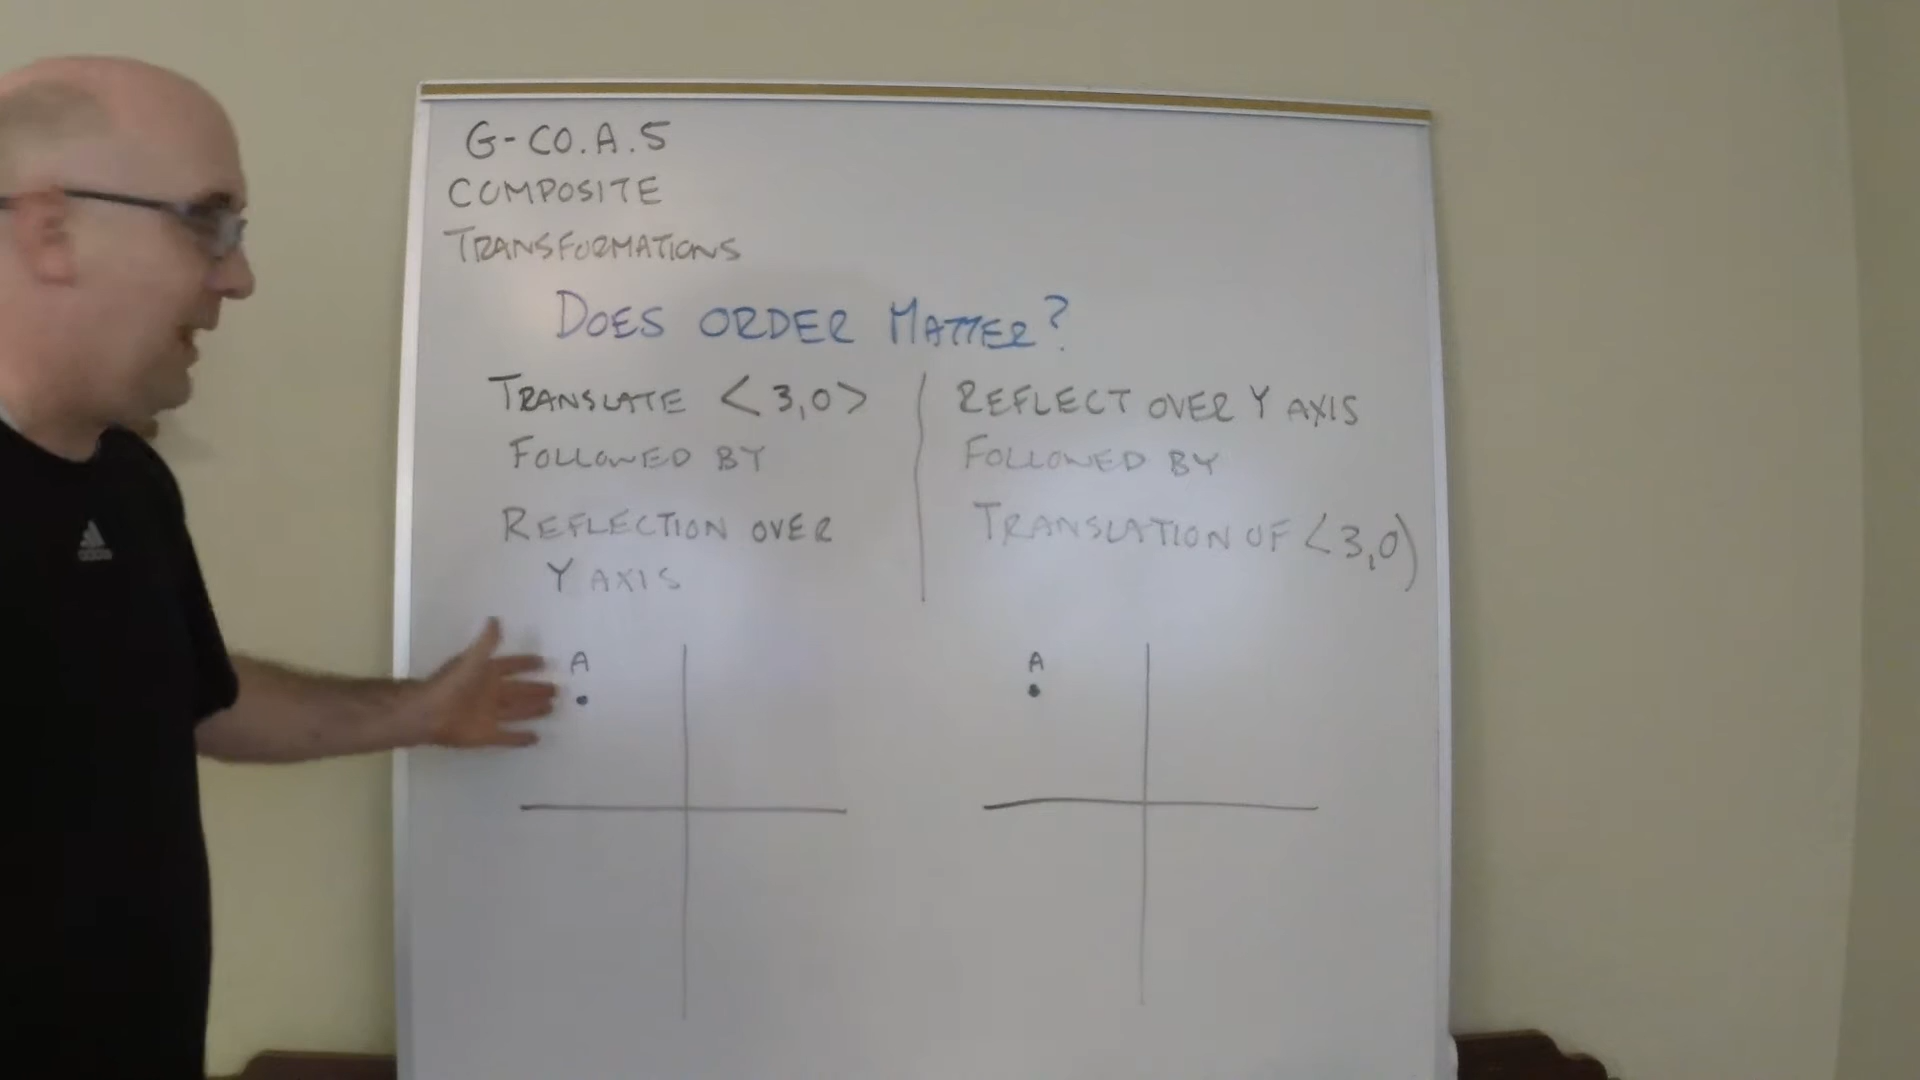 G-CO.A.5
COMPOSITE
TRANSFORMATIONS
DOES ORDER MATTER?
TRANSLATE <3,0>
FOLLOWED BY
REFLECTION OVER
Y AXIS
REFLECT OVER Y AXIS
FOLLOWED BY
TRANSLATION OF <3,0)
A
A
adidas